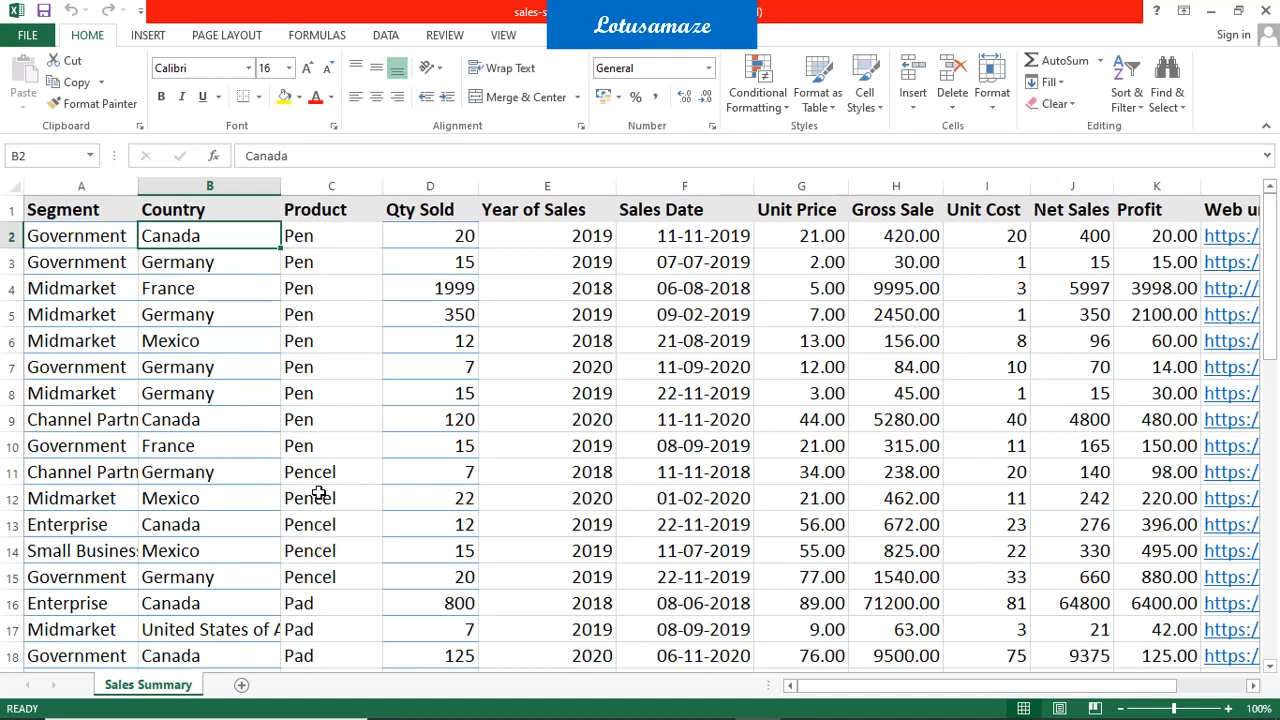 sales-s
Lotusamaze
)
? 
FILE HOME INSERT PAGE LAYOUT FORMULAS DATA REVIEW VIEW Sign in
Paste Cut Copy Format Painter
Clipboard
Calibri 16
B I U A
Font
Wrap Text
Merge & Center
Alignment
General
%
Number
Conditional Formatting Format as Table Cell Styles
Styles
Insert Delete Format
Cells
AutoSum Fill Clear
Sort & Filter Find & Select
Editing
B2 fx Canada
A B C D E F G H I J K
1 Segment Country Product Qty Sold Year of Sales Sales Date Unit Price Gross Sale Unit Cost Net Sales Profit Web u
2 Government Canada Pen 20 2019 11-11-2019 21.00 420.00 20 400 20.00 https:/
3 Government Germany Pen 15 2019 07-07-2019 2.00 30.00 1 15 15.00 https:/
4 Midmarket France Pen 1999 2018 06-08-2018 5.00 9995.00 3 5997 3998.00 http://
5 Midmarket Germany Pen 350 2019 09-02-2019 7.00 2450.00 1 350 2100.00 https:/
6 Midmarket Mexico Pen 12 2018 21-08-2019 13.00 156.00 8 96 60.00 https:/
7 Government Germany Pen 7 2020 11-09-2020 12.00 84.00 10 70 14.00 https:/
8 Midmarket Germany Pen 15 2019 22-11-2019 3.00 45.00 1 15 30.00 https:/
9 Channel Partn Canada Pen 120 2020 11-11-2020 44.00 5280.00 40 4800 480.00 https:/
10 Government France Pen 15 2019 08-09-2019 21.00 315.00 11 165 150.00 https:/
11 Channel Partn Germany Pencel 7 2018 11-11-2018 34.00 238.00 20 140 98.00 https:/
12 Midmarket Mexico Pencel 22 2020 01-02-2020 21.00 462.00 11 242 220.00 https:/
13 Enterprise Canada Pencel 12 2019 22-11-2019 56.00 672.00 23 276 396.00 https:/
14 Small Business Mexico Pencel 15 2019 11-07-2019 55.00 825.00 22 330 495.00 https:/
15 Government Germany Pencel 20 2019 22-11-2019 77.00 1540.00 33 660 880.00 https:/
16 Enterprise Canada Pad 800 2018 08-06-2018 89.00 71200.00 81 64800 6400.00 https:/
17 Midmarket United States of A Pad 7 2019 08-09-2019 9.00 63.00 3 21 42.00 https:/
18 Government Canada Pad 125 2020 06-11-2020 76.00 9500.00 75 9375 125.00 https:/
Sales Summary
READY 100%